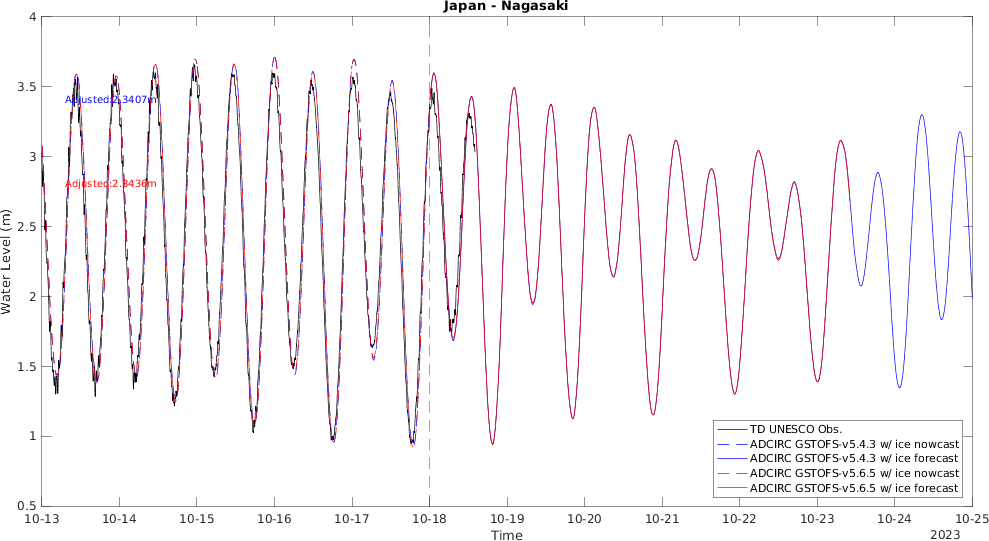 Japan - Nagasaki
4
3.5
3
2.5
2
1.5
1
0.5
Water Level (m)
Adjusted:2.3407m
Adjusted:2.3436m
TD UNESCO Obs.
ADCIRC GSTOFS-v5.4.3 w/ ice nowcast
ADCIRC GSTOFS-v5.4.3 w/ ice forecast
ADCIRC GSTOFS-v5.6.5 w/ ice nowcast
ADCIRC GSTOFS-v5.6.5 w/ ice forecast
10-13 10-14 10-15 10-16 10-17 10-18 10-19 10-20 10-21 10-22 10-23 10-24 10-25
Time
2023